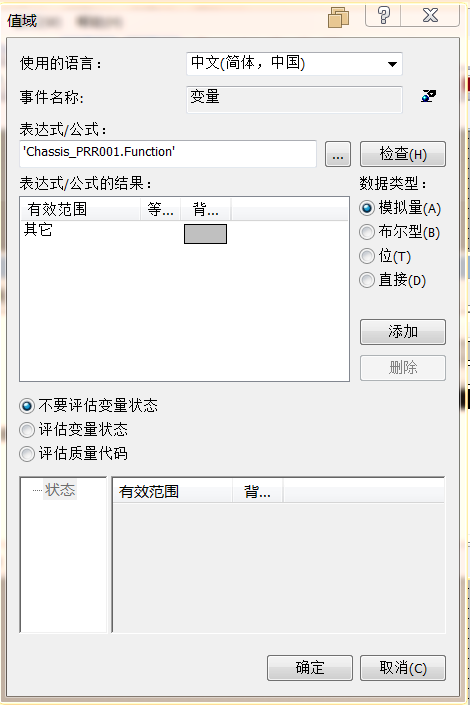 值域
使用的语言：
中文(简体，中国)
事件名称:
变量
表达式/公式：
'Chassis_PRR001.Function'
...
检查(H)
表达式/公式的结果：
数据类型：
有效范围 等... 背...
其它
模拟量(A)
布尔型(B)
位(T)
直接(D)
添加
删除
不要评估变量状态
评估变量状态
评估质量代码
状态
有效范围 背...
确定
取消(C)